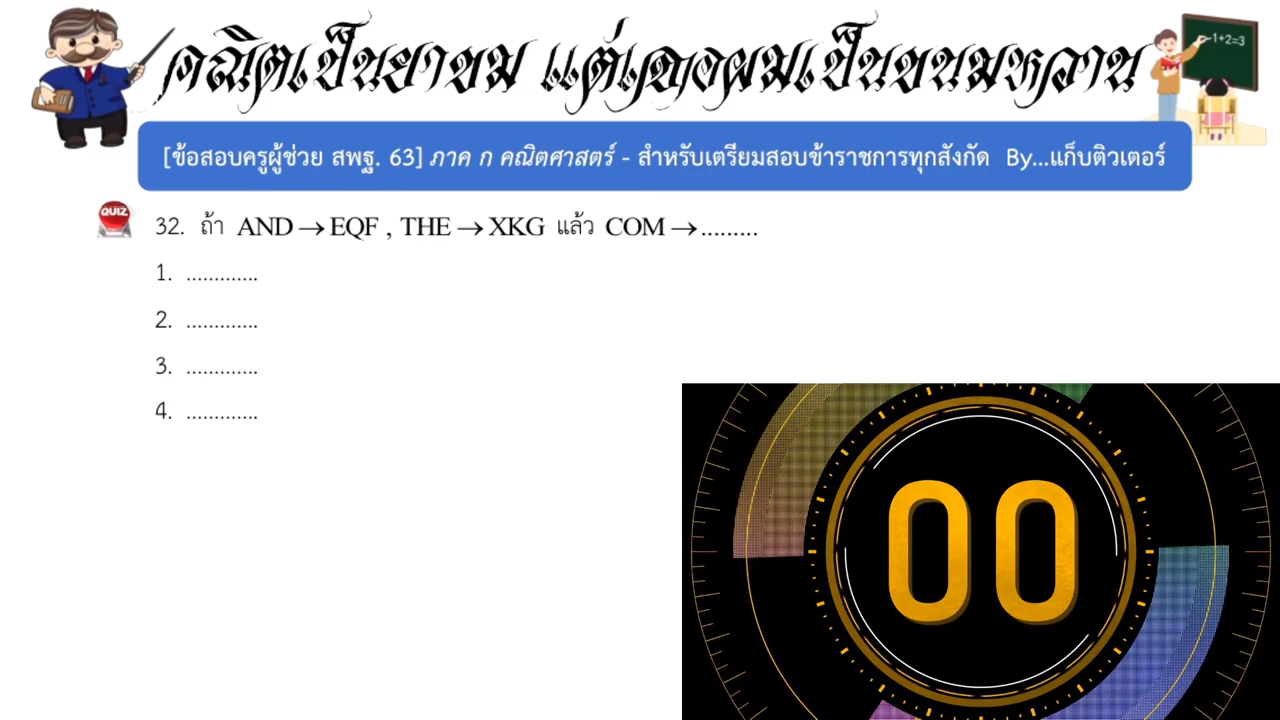 คณิตเป็นยาขม แต่เคอผมเป็นขนมหวาน
1+2=3
[ข้อสอบครูผู้ช่วย สพฐ. 63] ภาค ก คณิตศาสตร์ - สำหรับเตรียมสอบข้าราชการทุกสังกัด By...แก็บติวเตอร์
QUIZ
32. ถ้า AND → EQF , THE → XKG แล้ว COM → .........
1. .............
2. .............
3. .............
4. .............
00